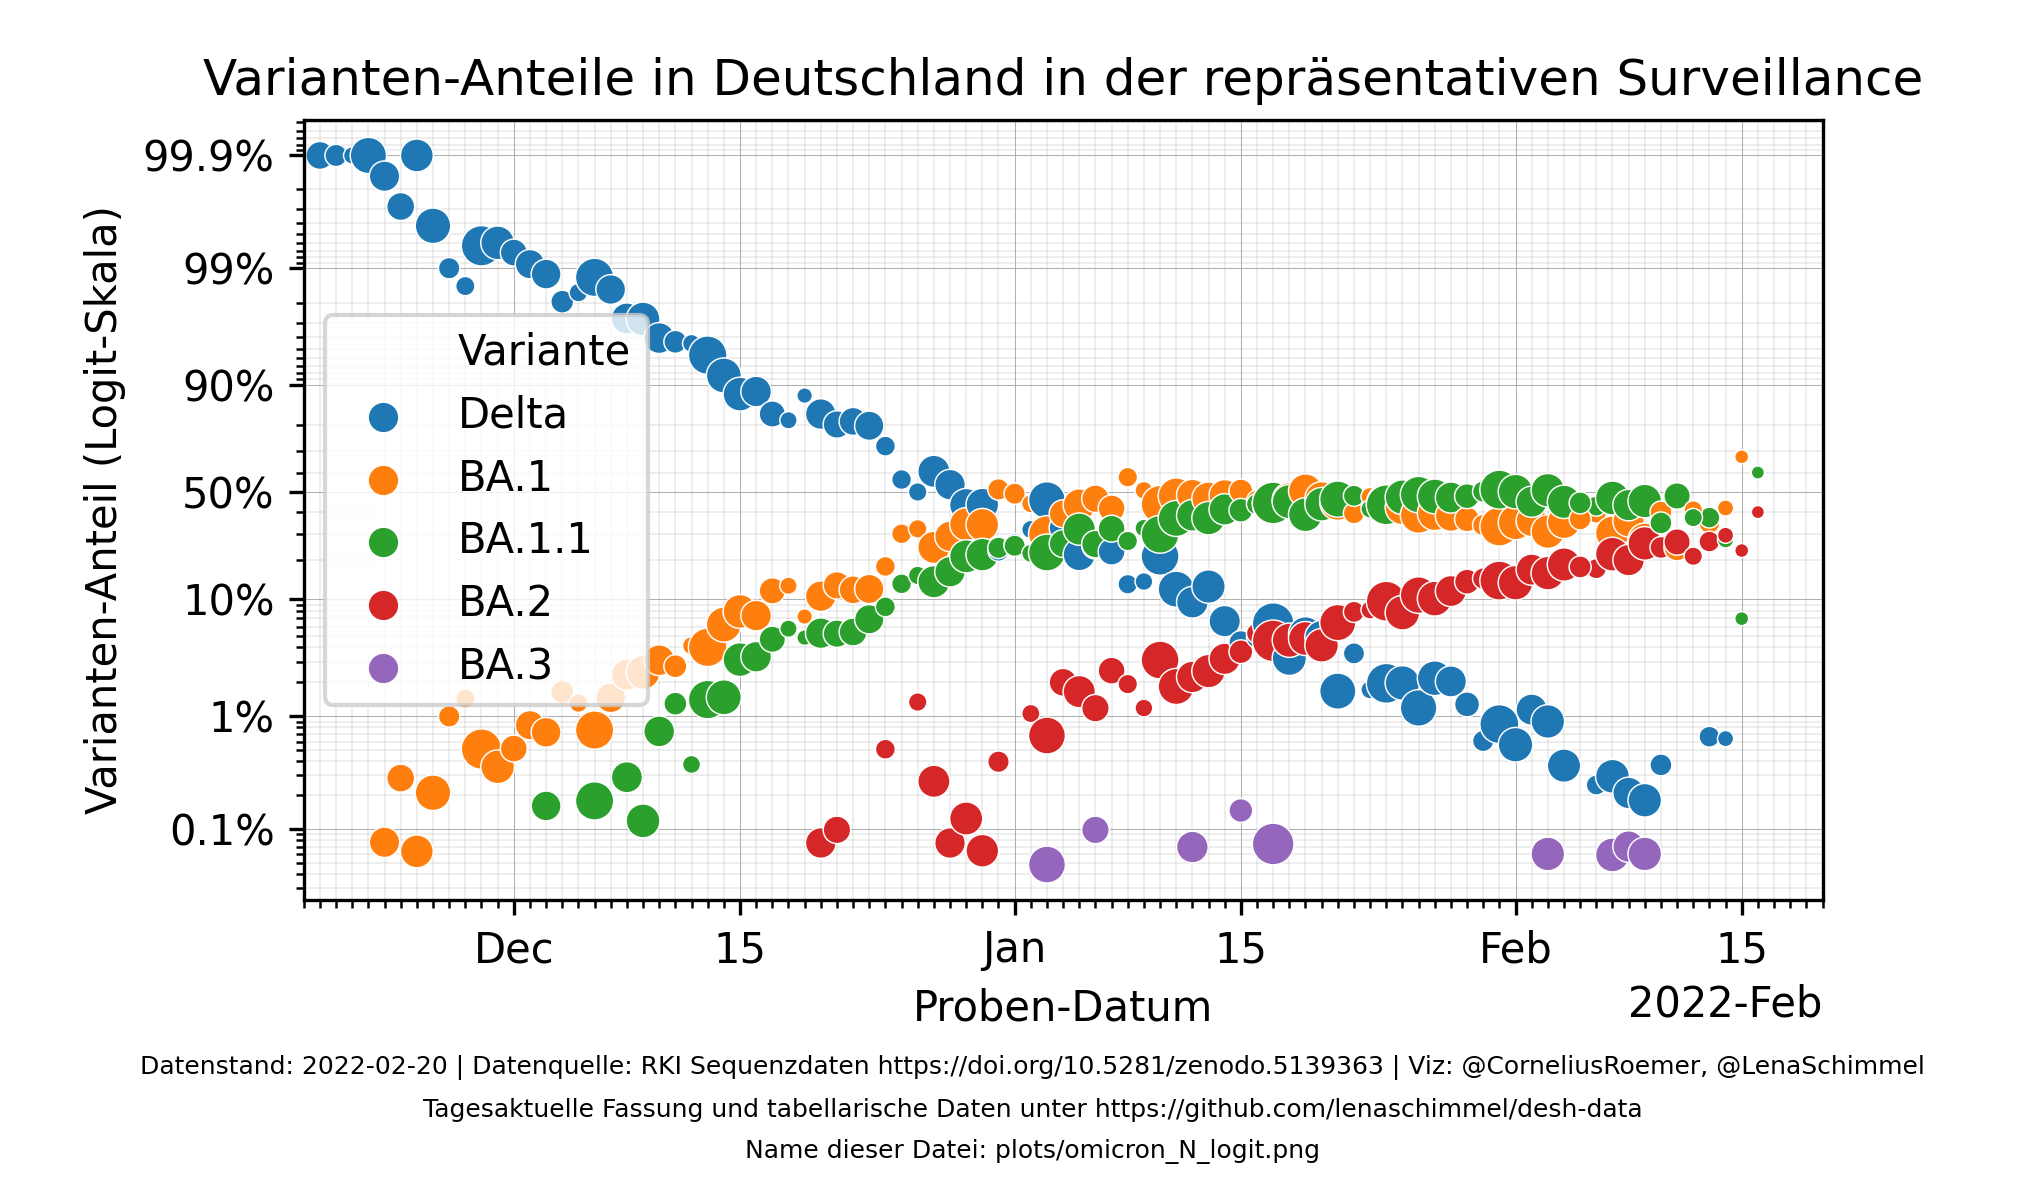 Varianten-Anteile in Deutschland in der repräsentativen Surveillance
Varianten-Anteil (Logit-Skala)
99.9%
99%
90%
50%
10%
1%
0.1%
Variante
Delta
BA.1
BA.1.1
BA.2
BA.3
Dec 15 Jan 15 Feb 15
Proben-Datum
2022-Feb
Datenstand: 2022-02-20 | Datenquelle: RKI Sequenzdaten https://doi.org/10.5281/zenodo.5139363 | Viz: @CorneliusRoemer, @LenaSchimmel
Tagesaktuelle Fassung und tabellarische Daten unter https://github.com/lenaschimmel/desh-data
Name dieser Datei: plots/omicron_N_logit.png